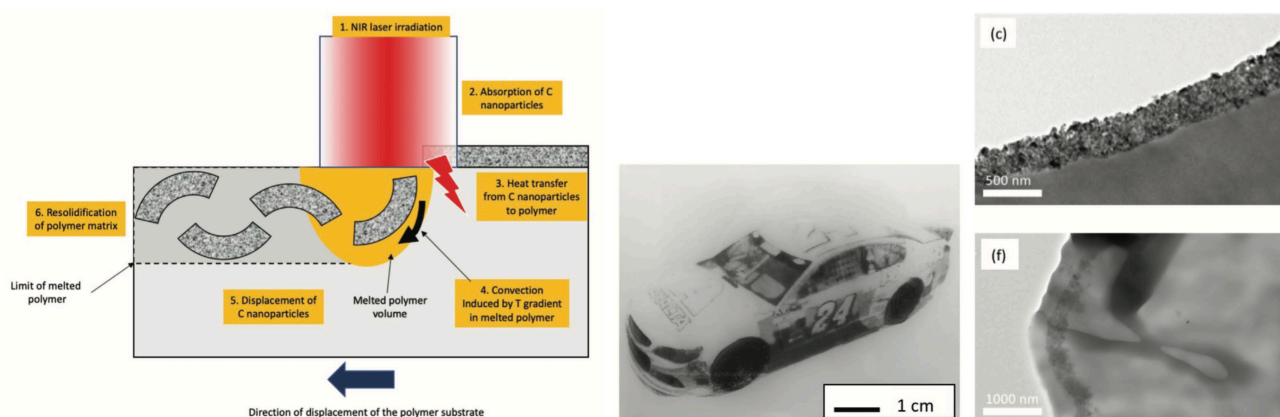 1. NIR laser irradiation
2. Absorption of C
nanoparticles
3. Heat transfer
from C nanoparticles
to polymer
6. Resolidification
of polymer matrix
Limit of melted
polymer
5. Displacement of
C nanoparticles
Melted polymer
volume
4. Convection
Induced by T gradient
in melted polymer
Direction of displacement of the polymer substrate
24
1 cm
(c)
500 nm
(f)
1000 nm